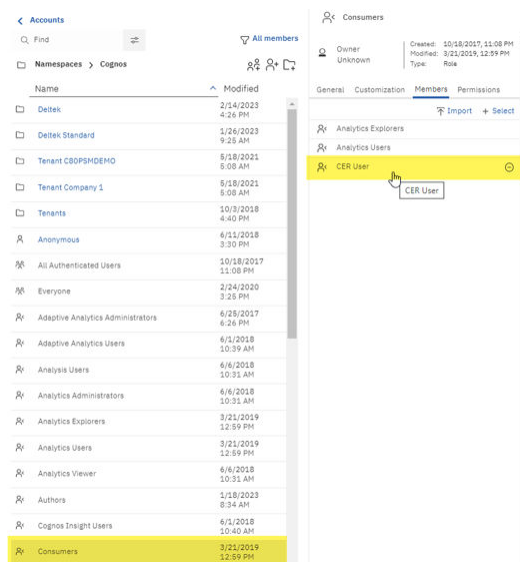 Accounts
Find
All members
Namespaces > Cognos
Name Modified
Deltek 2/14/2023
4:26 PM
Deltek Standard 1/26/2023
9:25 AM
Tenant C80PSMDEMO 5/18/2021
5:08 AM
Tenant Company 1 5/18/2021
5:08 AM
Tenants 10/3/2018
4:40 PM
Anonymous 6/11/2018
3:30 PM
All Authenticated Users 10/18/2017
11:08 PM
Everyone 2/24/2020
3:25 PM
Adaptive Analytics Administrators 6/25/2017
6:26 PM
Adaptive Analytics Users 6/1/2018
10:39 AM
Analysis Users 6/6/2018
10:31 AM
Analytics Administrators 6/6/2018
10:31 AM
Analytics Explorers 3/21/2019
12:59 PM
Analytics Users 3/21/2019
12:59 PM
Analytics Viewer 6/6/2018
10:31 AM
Authors 1/18/2023
8:34 AM
Cognos Insight Users 6/1/2018
10:40 AM
Consumers 3/21/2019
12:59 PM
Consumers
Owner
Unknown
Created: 10/18/2017, 11:08 PM
Modified: 3/21/2019, 12:59 PM
Type: Role
General Customization Members Permissions
Import + Select
Analytics Explorers
Analytics Users
CER User
CER User